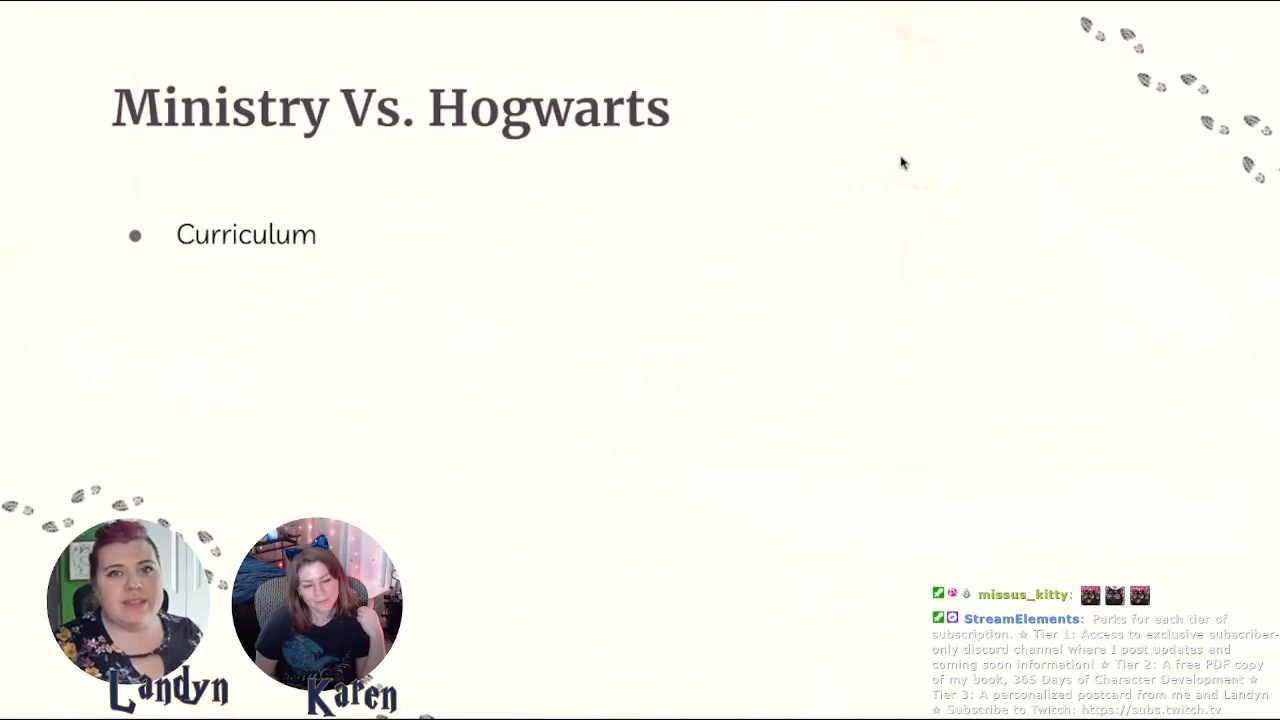 Ministry Vs. Hogwarts
● Curriculum
Landyn
Karen
missus_kitty:
StreamElements: Perks for each tier of
subscription. ☆ Tier 1: Access to exclusive subscriber-
only discord channel where I post updates and
coming soon information! ☆ Tier 2: A free PDF copy
of my book, 365 Days of Character Development ☆
Tier 3: A personalized postcard from me and Landyn
☆ Subscribe to Twitch: https://subs.twitch.tv